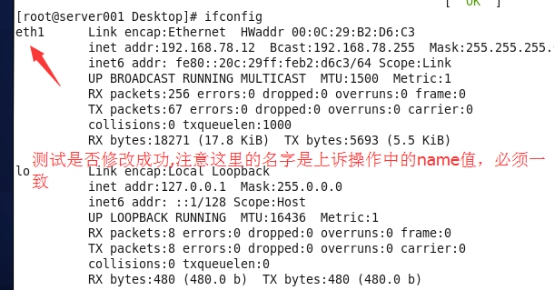 [ OK ]
[root@server001 Desktop]# ifconfig
eth1 Link encap:Ethernet HWaddr 00:0C:29:B2:D6:C3
inet addr:192.168.78.12 Bcast:192.168.78.255 Mask:255.255.255.
inet6 addr: fe80::20c:29ff:feb2:d6c3/64 Scope:Link
UP BROADCAST RUNNING MULTICAST MTU:1500 Metric:1
RX packets:256 errors:0 dropped:0 overruns:0 frame:0
TX packets:67 errors:0 dropped:0 overruns:0 carrier:0
collisions:0 txqueuelen:1000
RX bytes:18271 (17.8 KiB) TX bytes:5693 (5.5 KiB)
测试是否修改成功,注意这里的名字是上诉操作中的name值，必须一
致
lo Link encap:Local Loopback
inet addr:127.0.0.1 Mask:255.0.0.0
inet6 addr: ::1/128 Scope:Host
UP LOOPBACK RUNNING MTU:16436 Metric:1
RX packets:8 errors:0 dropped:0 overruns:0 frame:0
TX packets:8 errors:0 dropped:0 overruns:0 carrier:0
collisions:0 txqueuelen:0
RX bytes:480 (480.0 b) TX bytes:480 (480.0 b)